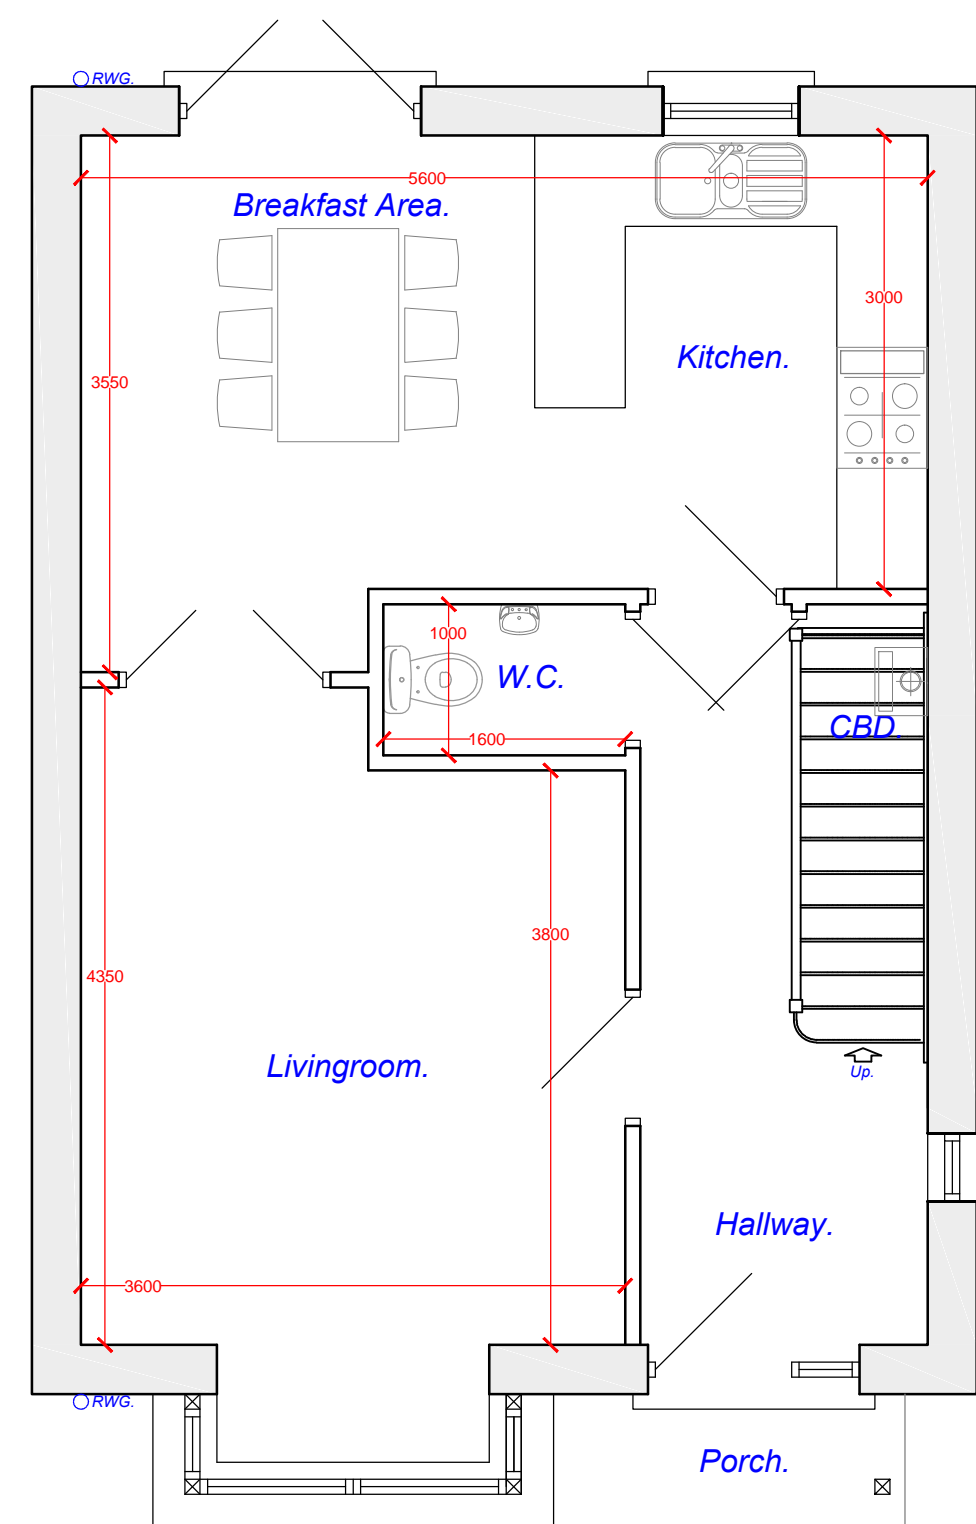 RWG.
5600
Breakfast Area.
3000
Kitchen.
3550
1000
W.C.
CBD.
1600
3800
4350
Livingroom.
Up.
Hallway.
3600
RWG.
Porch.